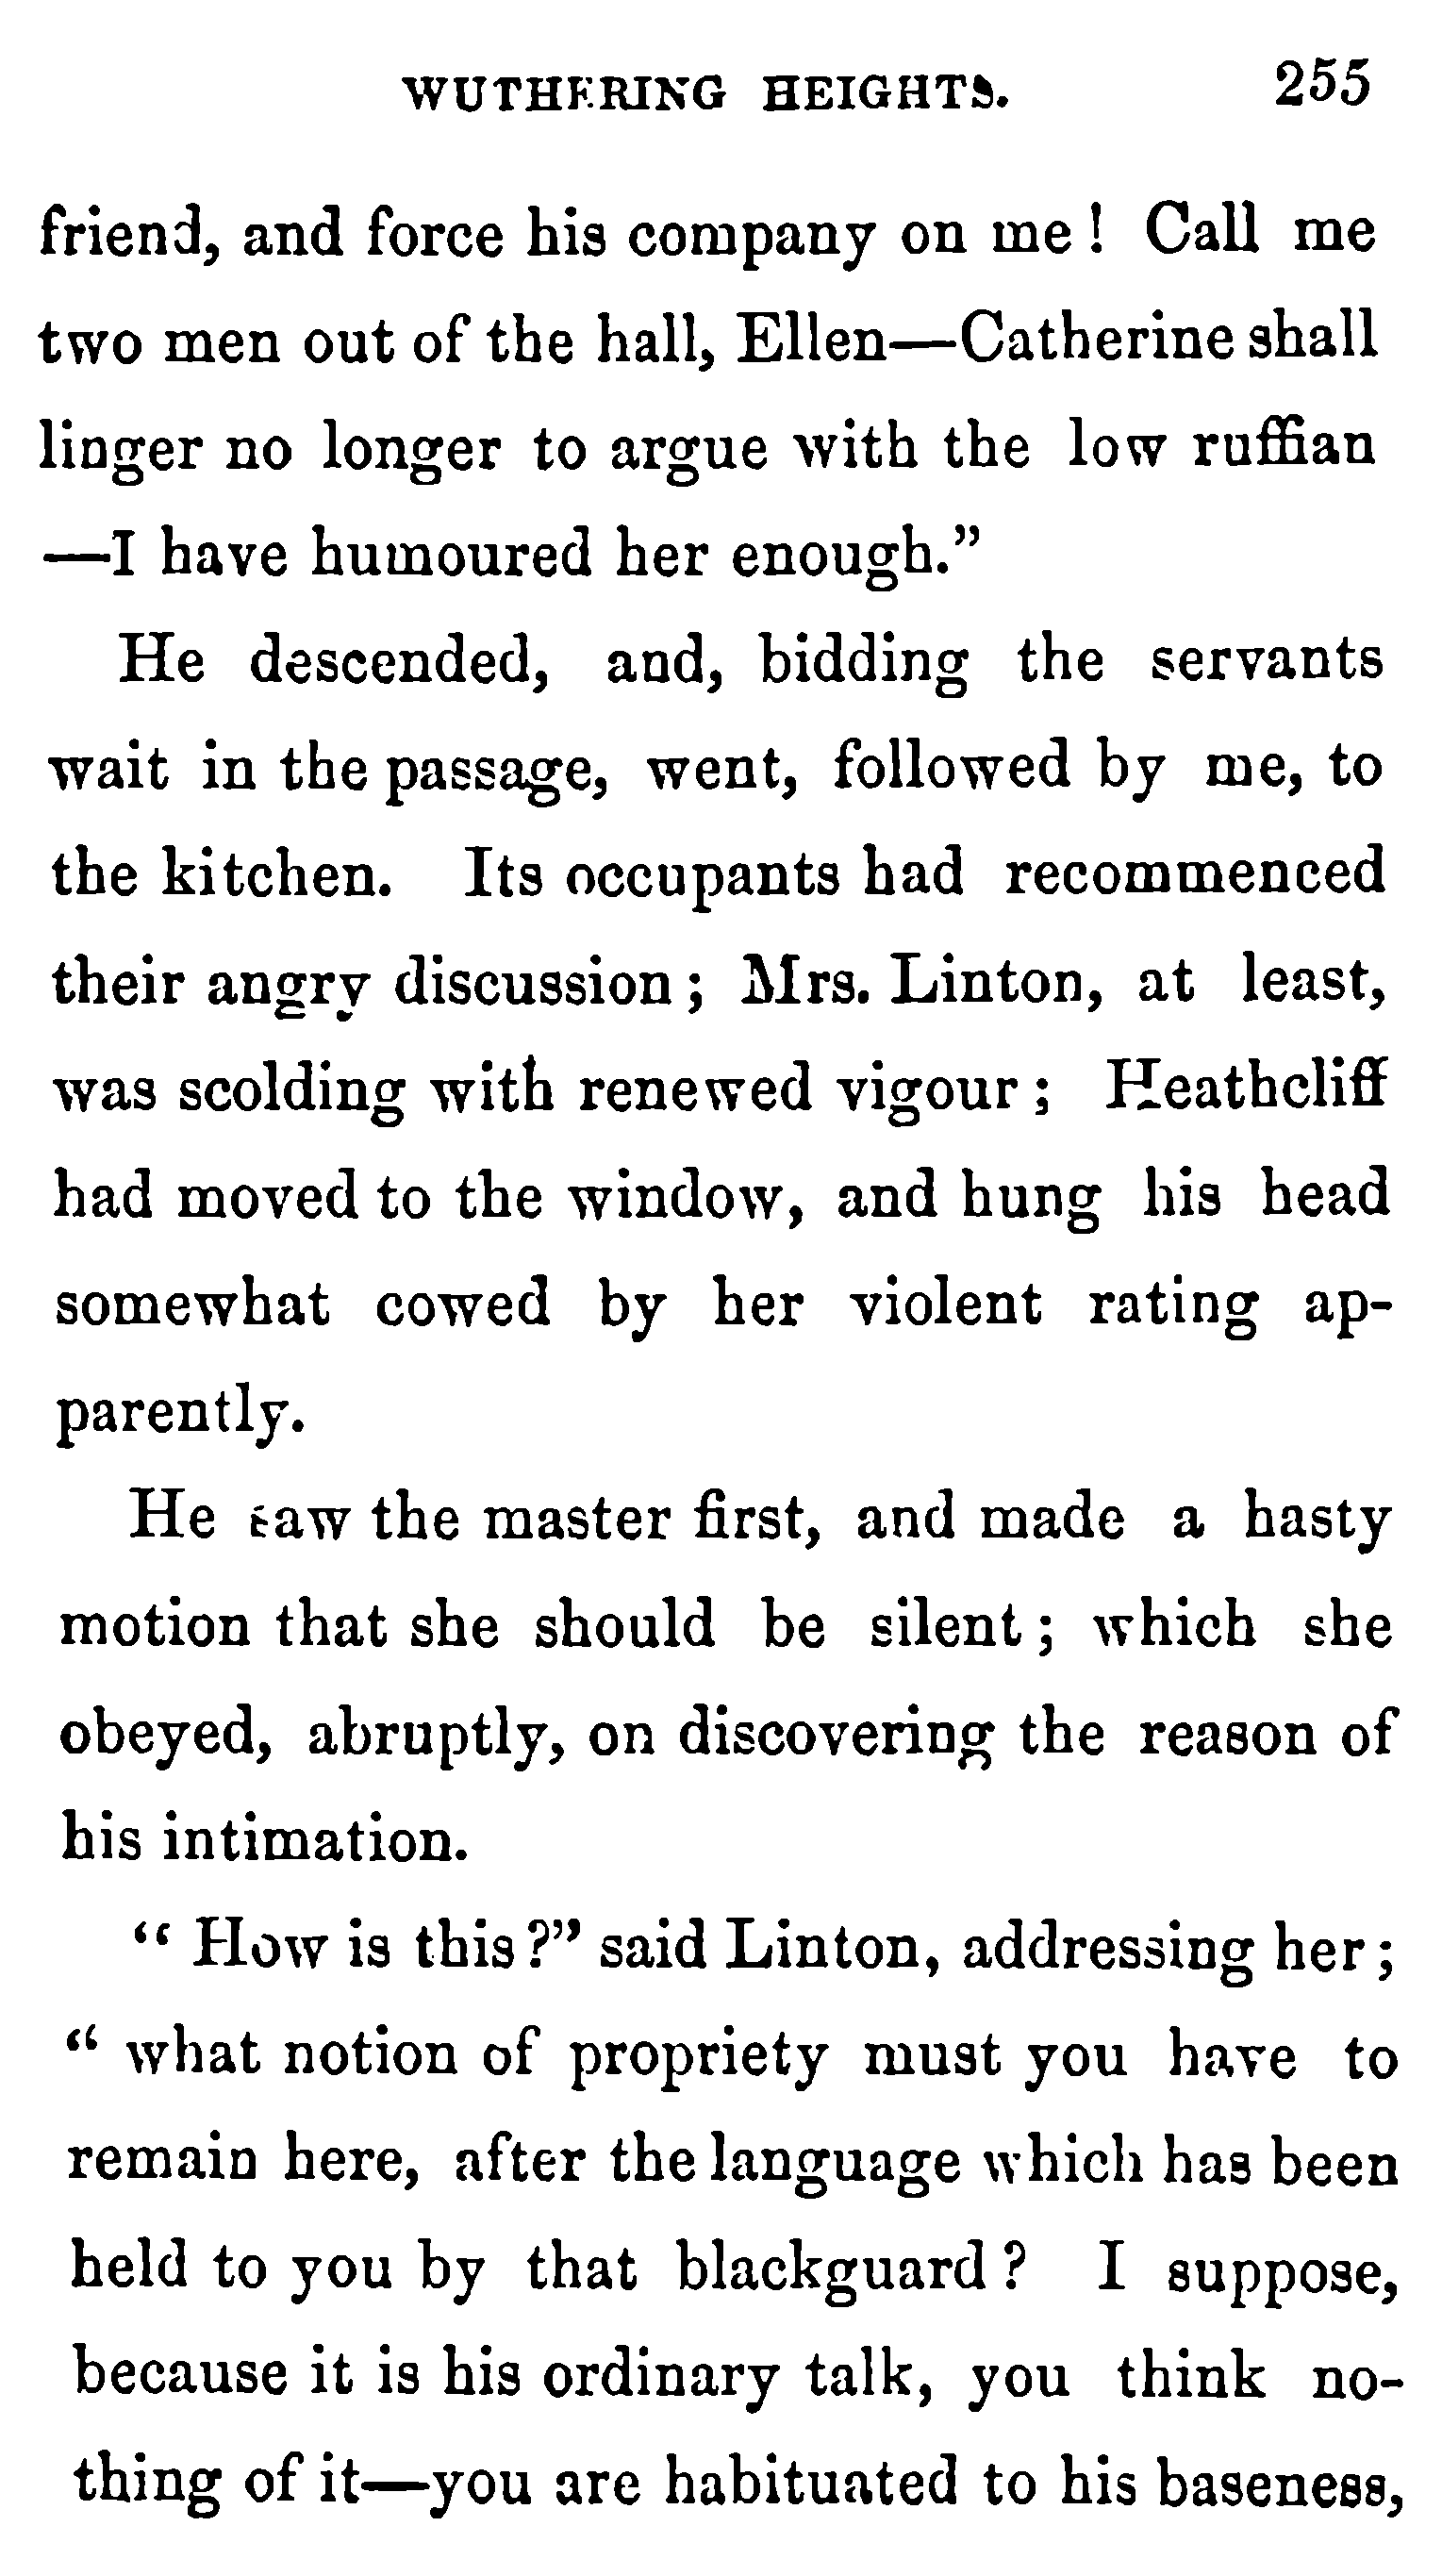 WUTHERING HEIGHTS. 255
friend, and force his company on me! Call me
two men out of the hall, Ellen—Catherine shall
linger no longer to argue with the low ruffian
—I have humoured her enough.”
He descended, and, bidding the servants
wait in the passage, went, followed by me, to
the kitchen. Its occupants had recommenced
their angry discussion; Mrs. Linton, at least,
was scolding with renewed vigour; Heathcliff
had moved to the window, and hung his head
somewhat cowed by her violent rating ap-
parently.
He saw the master first, and made a hasty
motion that she should be silent; which she
obeyed, abruptly, on discovering the reason of
his intimation.
“How is this?” said Linton, addressing her;
“what notion of propriety must you have to
remain here, after the language which has been
held to you by that blackguard? I suppose,
because it is his ordinary talk, you think no-
thing of it—you are habituated to his baseness,